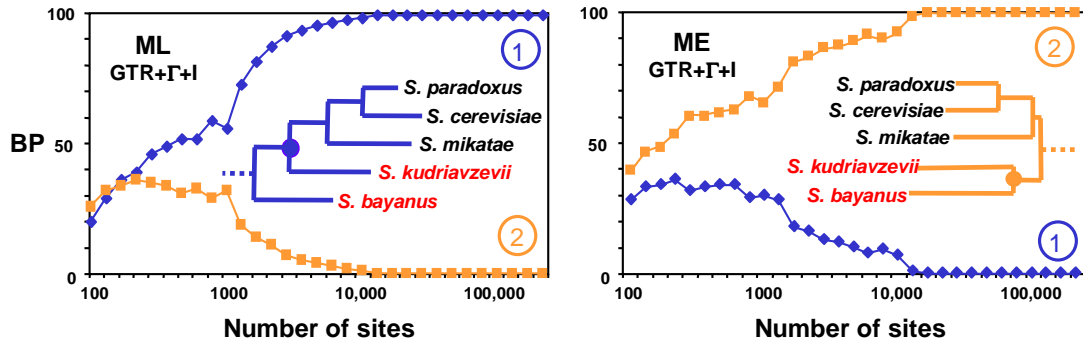 100
ML
GTR+Γ+I
1
S. paradoxus
S. cerevisiae
S. mikatae
S. kudriavzevii
S. bayanus
BP
50
2
0
100
1000
10,000
100,000
Number of sites
100
ME
GTR+Γ+I
2
S. paradoxus
S. cerevisiae
S. mikatae
S. kudriavzevii
S. bayanus
50
1
0
100
1000
10,000
100,000
Number of sites